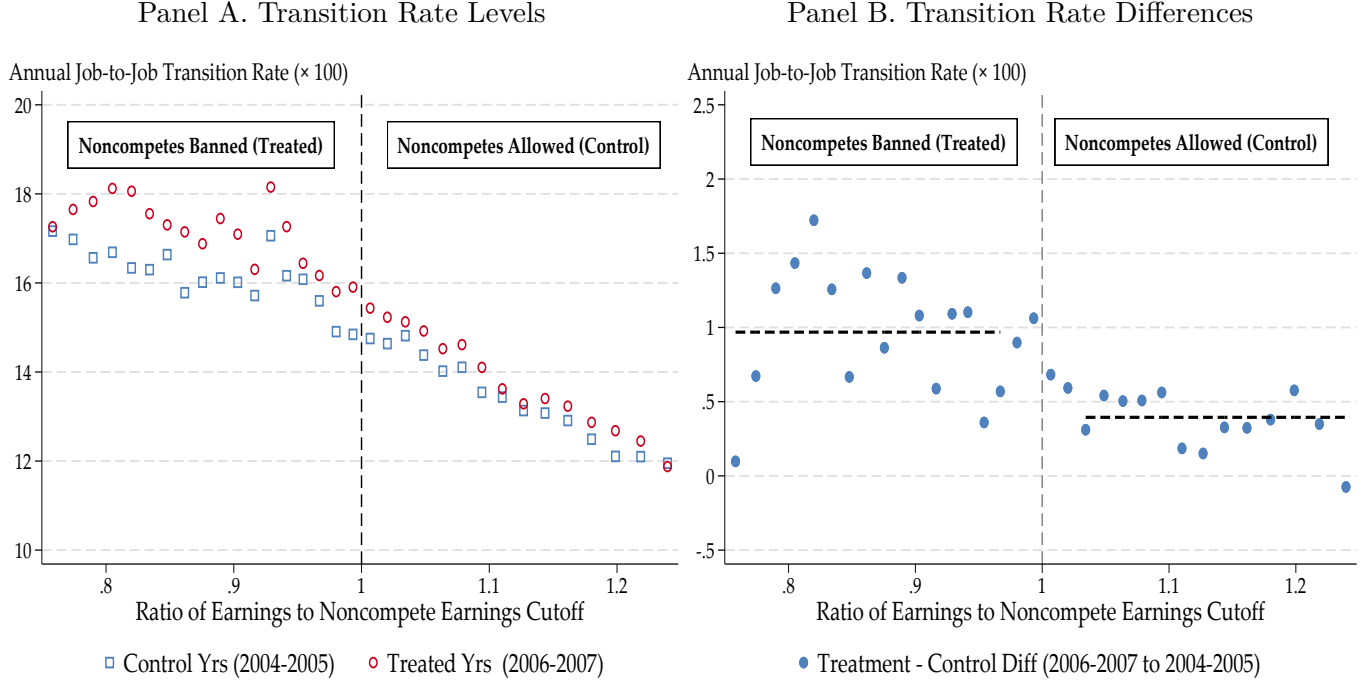 Panel A. Transition Rate Levels
Annual Job-to-Job Transition Rate (× 100)
20
18
16
14
12
10
Noncompetes Banned (Treated)
Noncompetes Allowed (Control)
.8
.9
1
1.1
1.2
Ratio of Earnings to Noncompete Earnings Cutoff
Control Yrs (2004-2005)
Treated Yrs (2006-2007)
Panel B. Transition Rate Differences
Annual Job-to-Job Transition Rate (× 100)
2.5
2
1.5
1
.5
0
-.5
Noncompetes Banned (Treated)
Noncompetes Allowed (Control)
.8
.9
1
1.1
1.2
Ratio of Earnings to Noncompete Earnings Cutoff
Treatment - Control Diff (2006-2007 to 2004-2005)